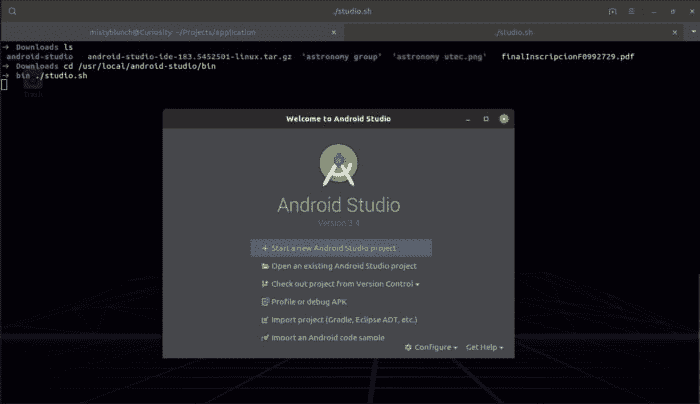 ./studio.sh
mistyblunch@Curiosity: ~/Projects/application
./studio.sh
→ Downloads ls
android-studio android-studio-ide-183.5452501-linux.tar.gz 'astronomy group' 'astronomy utec.png' finalInscripcionF0992729.pdf
→ Downloads cd /usr/local/android-studio/bin
→ bin ./studio.sh
Trash
Welcome to Android Studio
Android Studio
Version 3.4
+ Start a new Android Studio project
Open an existing Android Studio project
Check out project from Version Control
Profile or debug APK
Import project (Gradle, Eclipse ADT, etc.)
Import an Android code sample
Configure Get Help